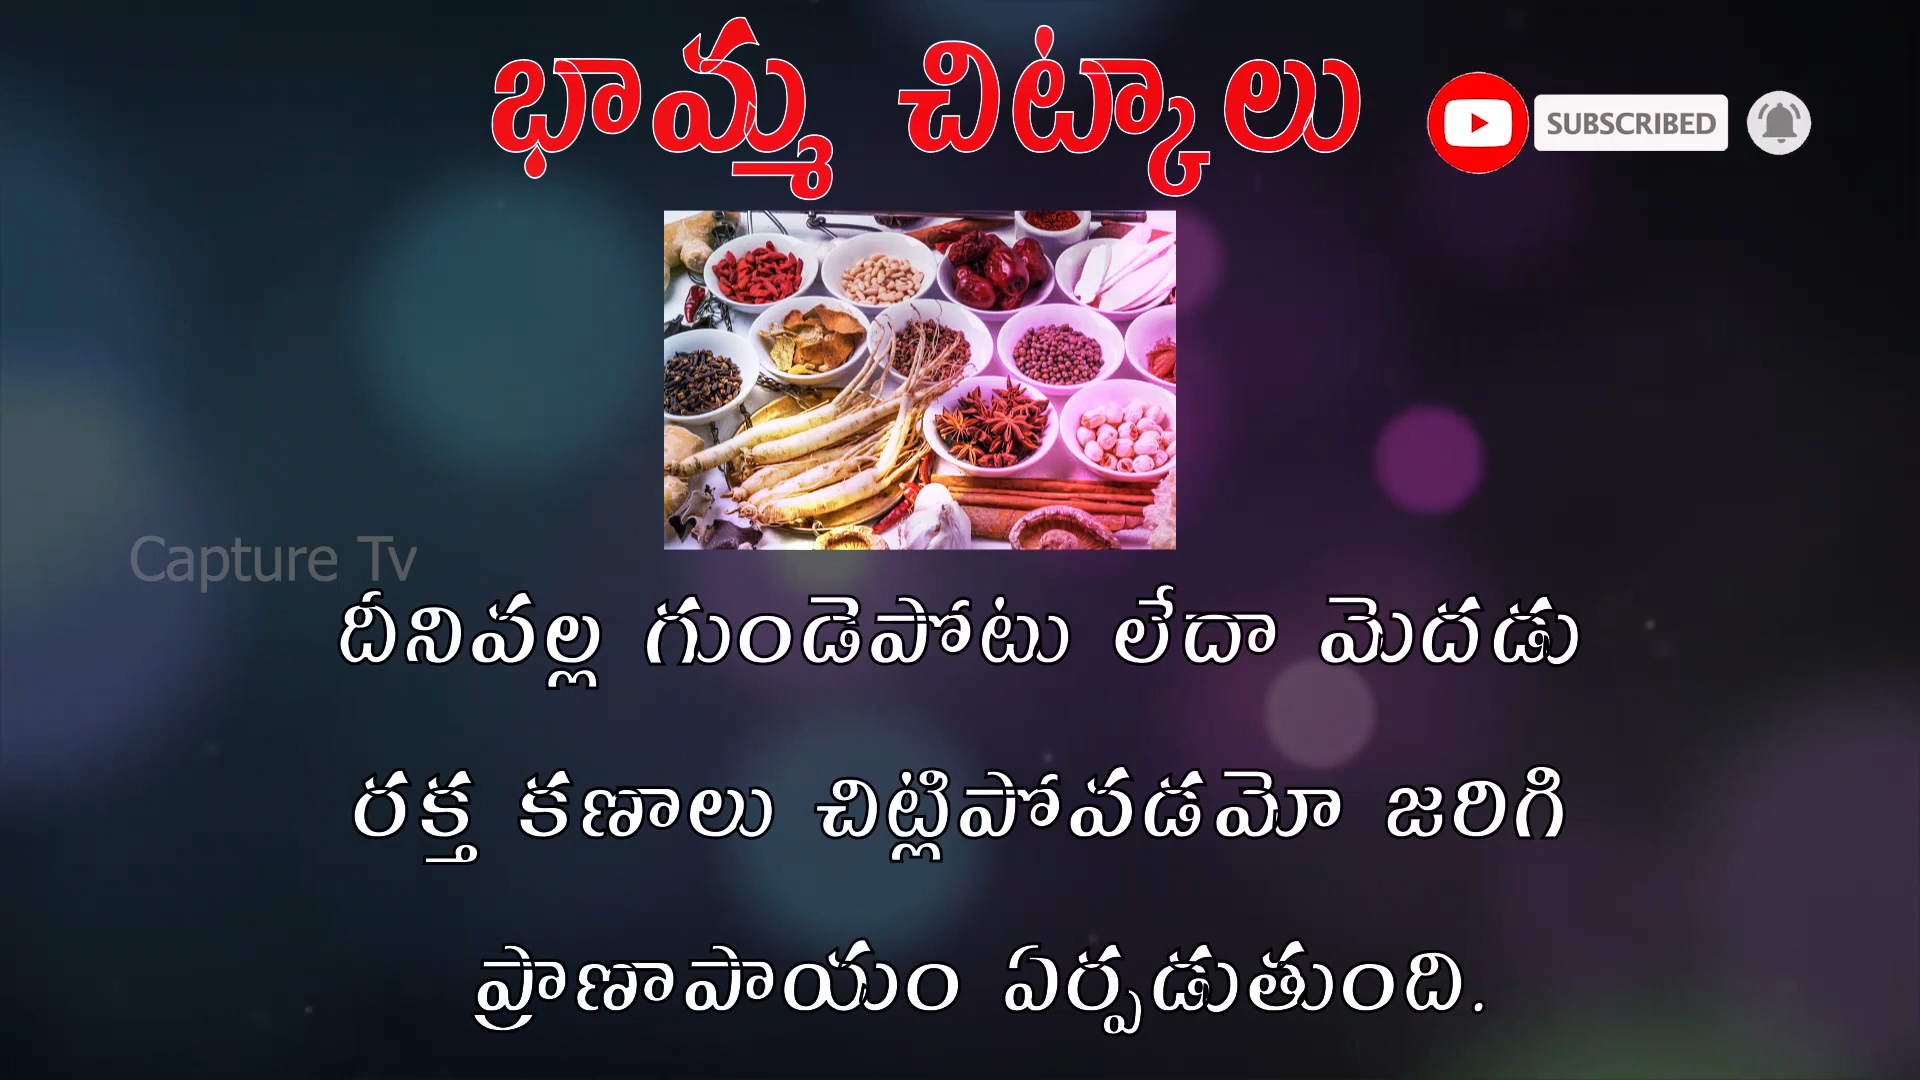 భామ్మ చిట్కాలు
SUBSCRIBED
Capture Tv
దీనివల్ల గుండెపోటు లేదా మెదడు
రక్త కణాలు చిట్లిపోవడమో జరిగి
ప్రాణాపాయం ఏర్పడుతుంది.